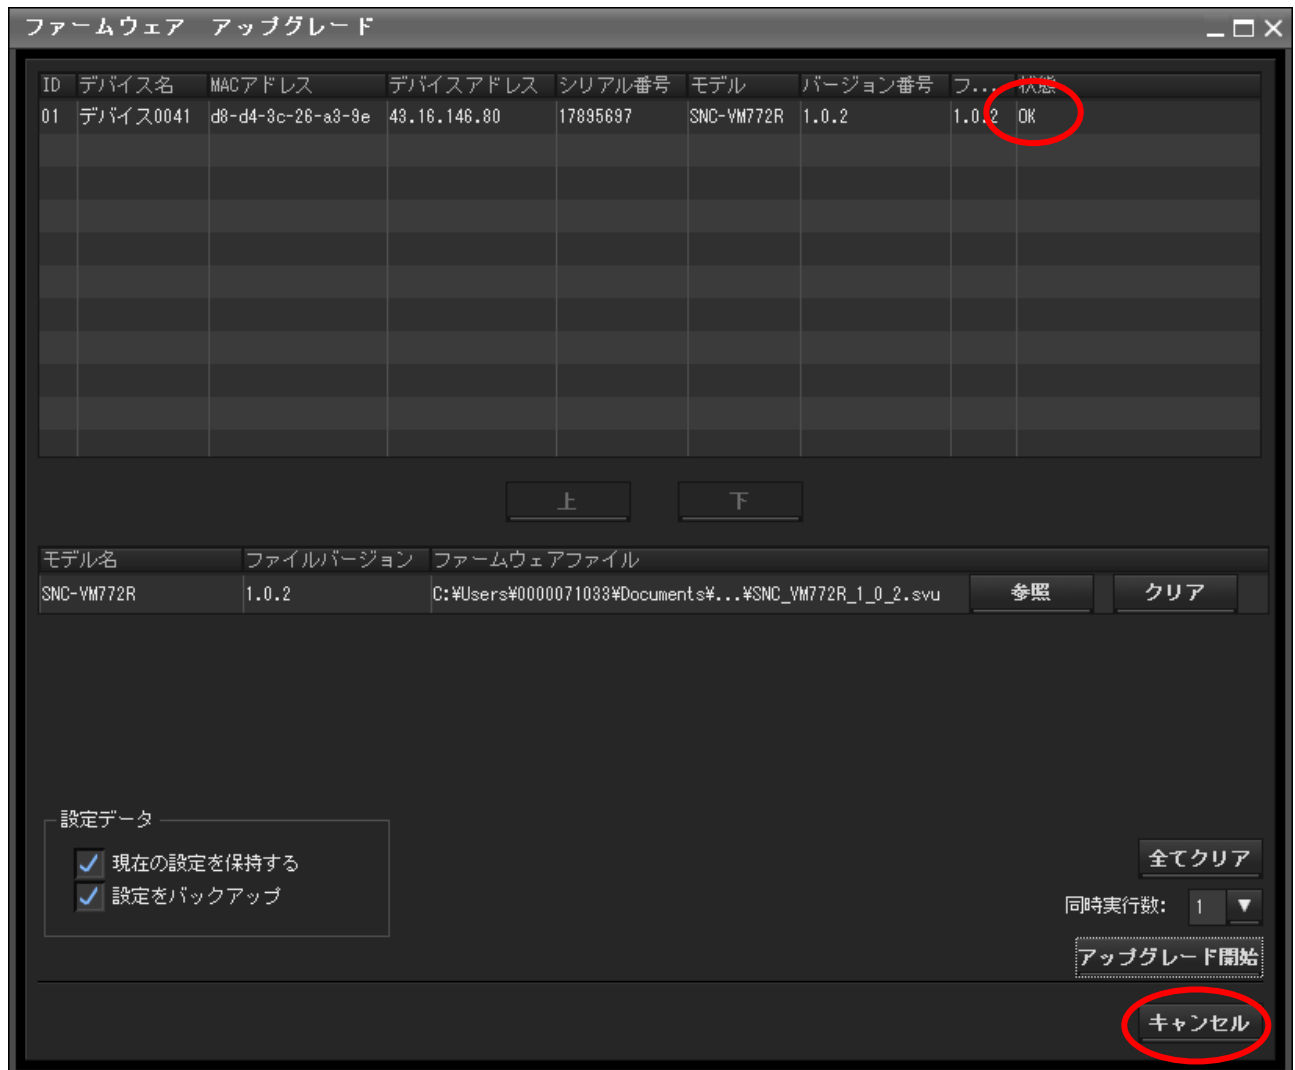 ファームウェア アップグレード
ID デバイス名 MACアドレス デバイスアドレス シリアル番号 モデル バージョン番号 フ... 状態
01 デバイス0041 d8-d4-3c-26-a3-9e 43.16.146.80 17895697 SNC-VM772R 1.0.2 1.0.2 OK
上 下
モデル名 ファイルバージョン ファームウェアファイル
SNC-VM772R 1.0.2 C:¥Users¥0000071033¥Documents¥...¥SNC_VM772R_1_0_2.svu 参照 クリア
設定データ
現在の設定を保持する
設定をバックアップ
全てクリア
同時実行数: 1
アップグレード開始
キャンセル